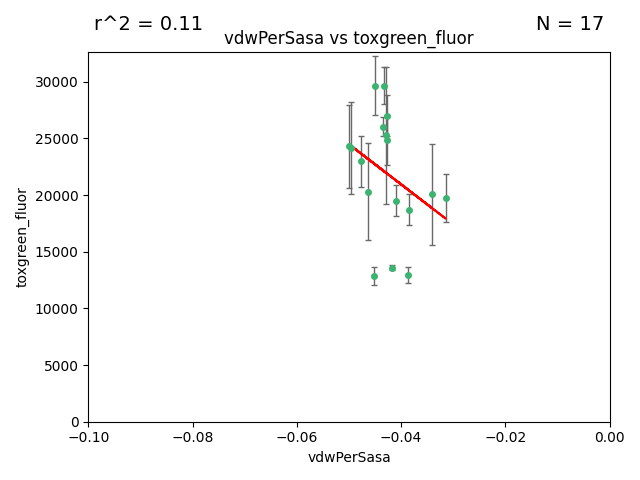 r^2 = 0.11
N = 17
vdwPerSasa vs toxgreen_fluor
toxgreen_fluor
30000
25000
20000
15000
10000
5000
0
−0.10
−0.08
−0.06
−0.04
−0.02
0.00
vdwPerSasa